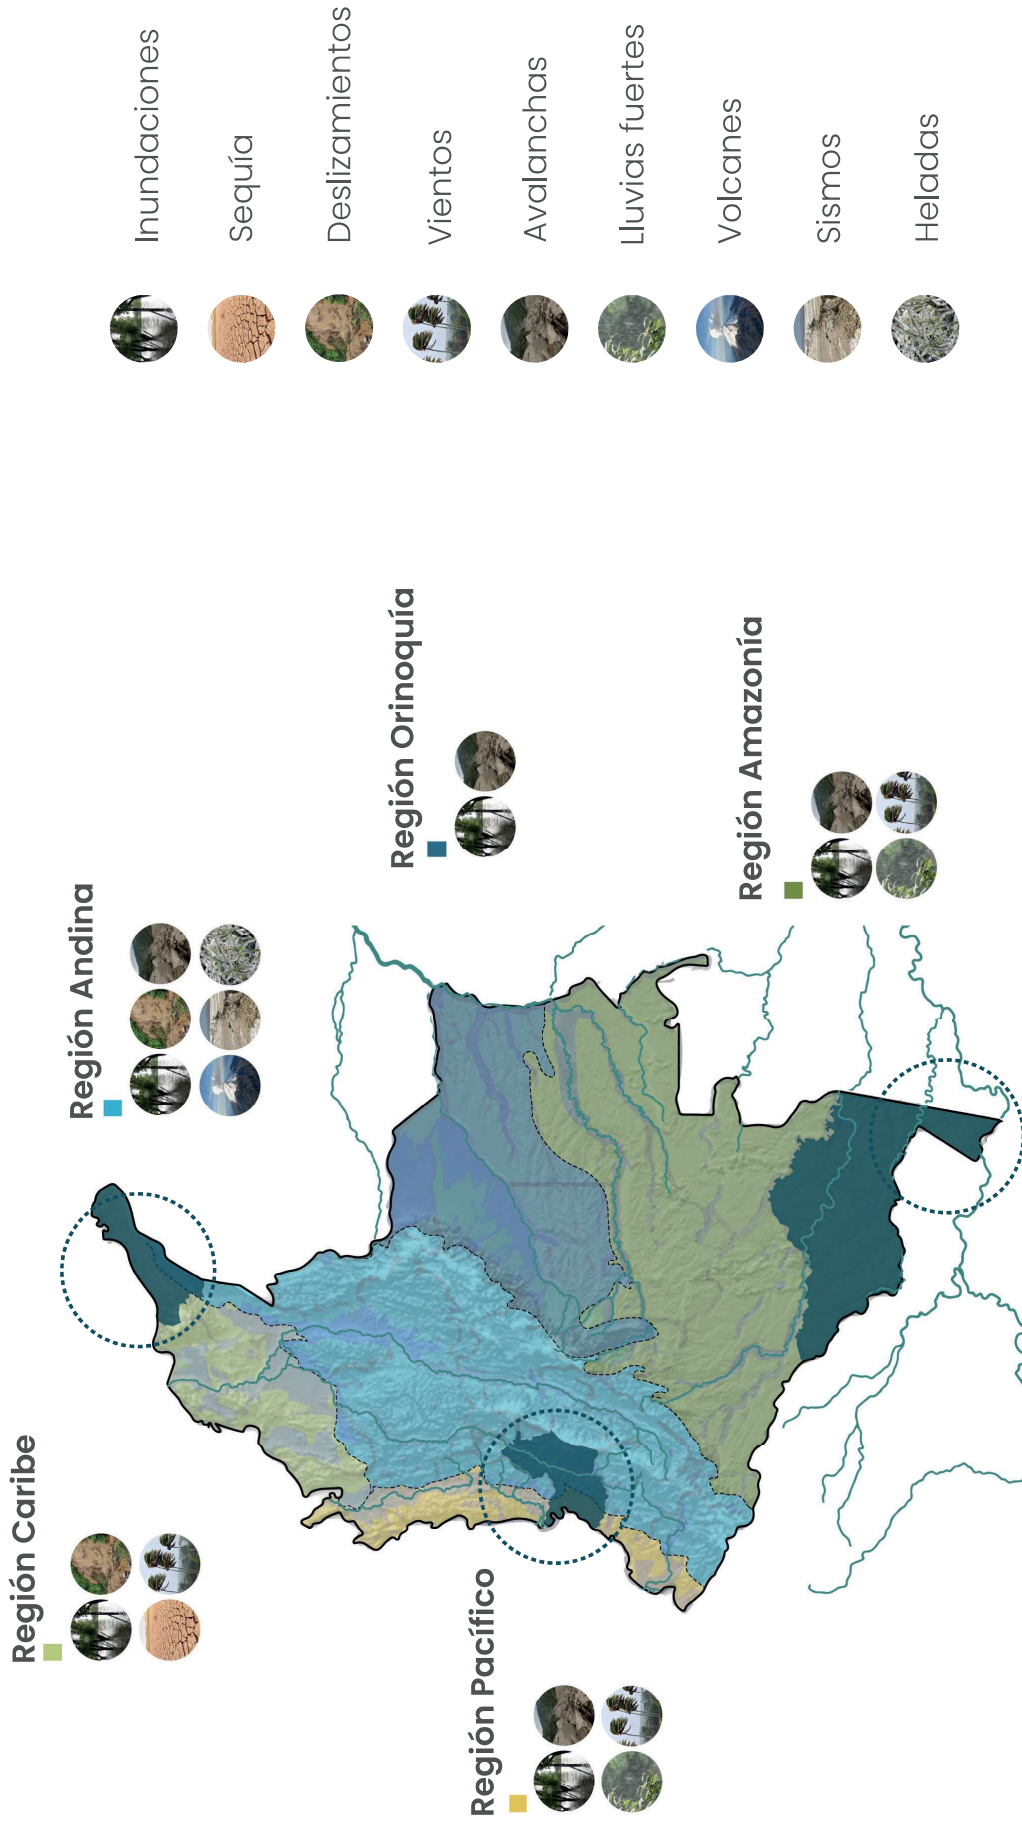 Región Caribe
Región Andina
Región Pacífico
Región Orinoquía
Región Amazonía
Inundaciones
Sequía
Deslizamientos
Vientos
Avalanchas
Lluvias fuertes
Volcanes
Sismos
Heladas